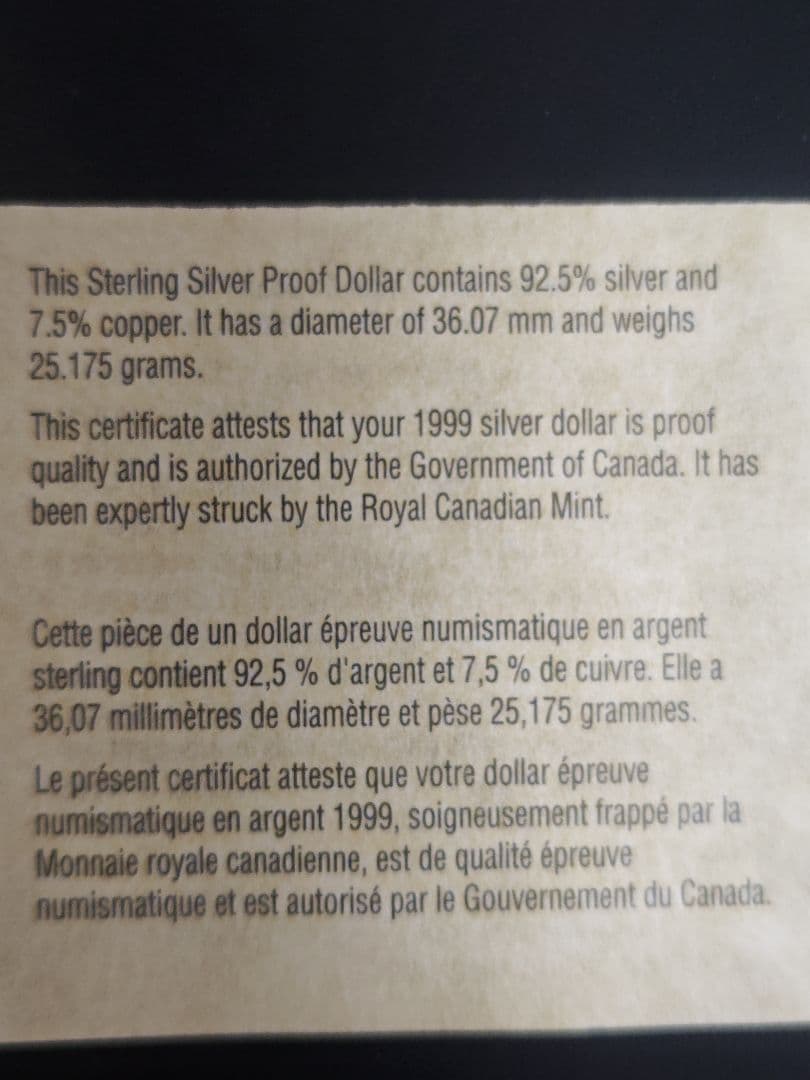 This Sterling Silver Proof Dollar contains 92.5% silver and
7.5% copper. It has a diameter of 36.07 mm and weighs
25.175 grams.
This certificate attests that your 1999 silver dollar is proof
quality and is authorized by the Government of Canada. It has
been expertly struck by the Royal Canadian Mint.
Cette pièce de un dollar épreuve numismatique en argent
sterling contient 92,5 % d'argent et 7,5 % de cuivre. Elle a
36,07 millimètres de diamètre et pèse 25,175 grammes.
Le présent certificat atteste que votre dollar épreuve
numismatique en argent 1999, soigneusement frappé par la
Monnaie royale canadienne, est de qualité épreuve
numismatique et est autorisé par le Gouvernement du Canada.